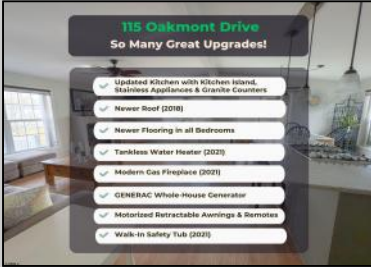 115 Oakmont Drive
So Many Great Upgrades!
Updated Kitchen with Kitchen Island,
Stainless Appliances & Granite Counters
Newer Roof (2018)
Newer Flooring in all Bedrooms
Tankless Water Heater (2021)
Modern Gas Fireplace (2021)
GENERAC Whole-House Generator
Motorized Retractable Awnings & Remotes
Walk-In Safety Tub (2021)